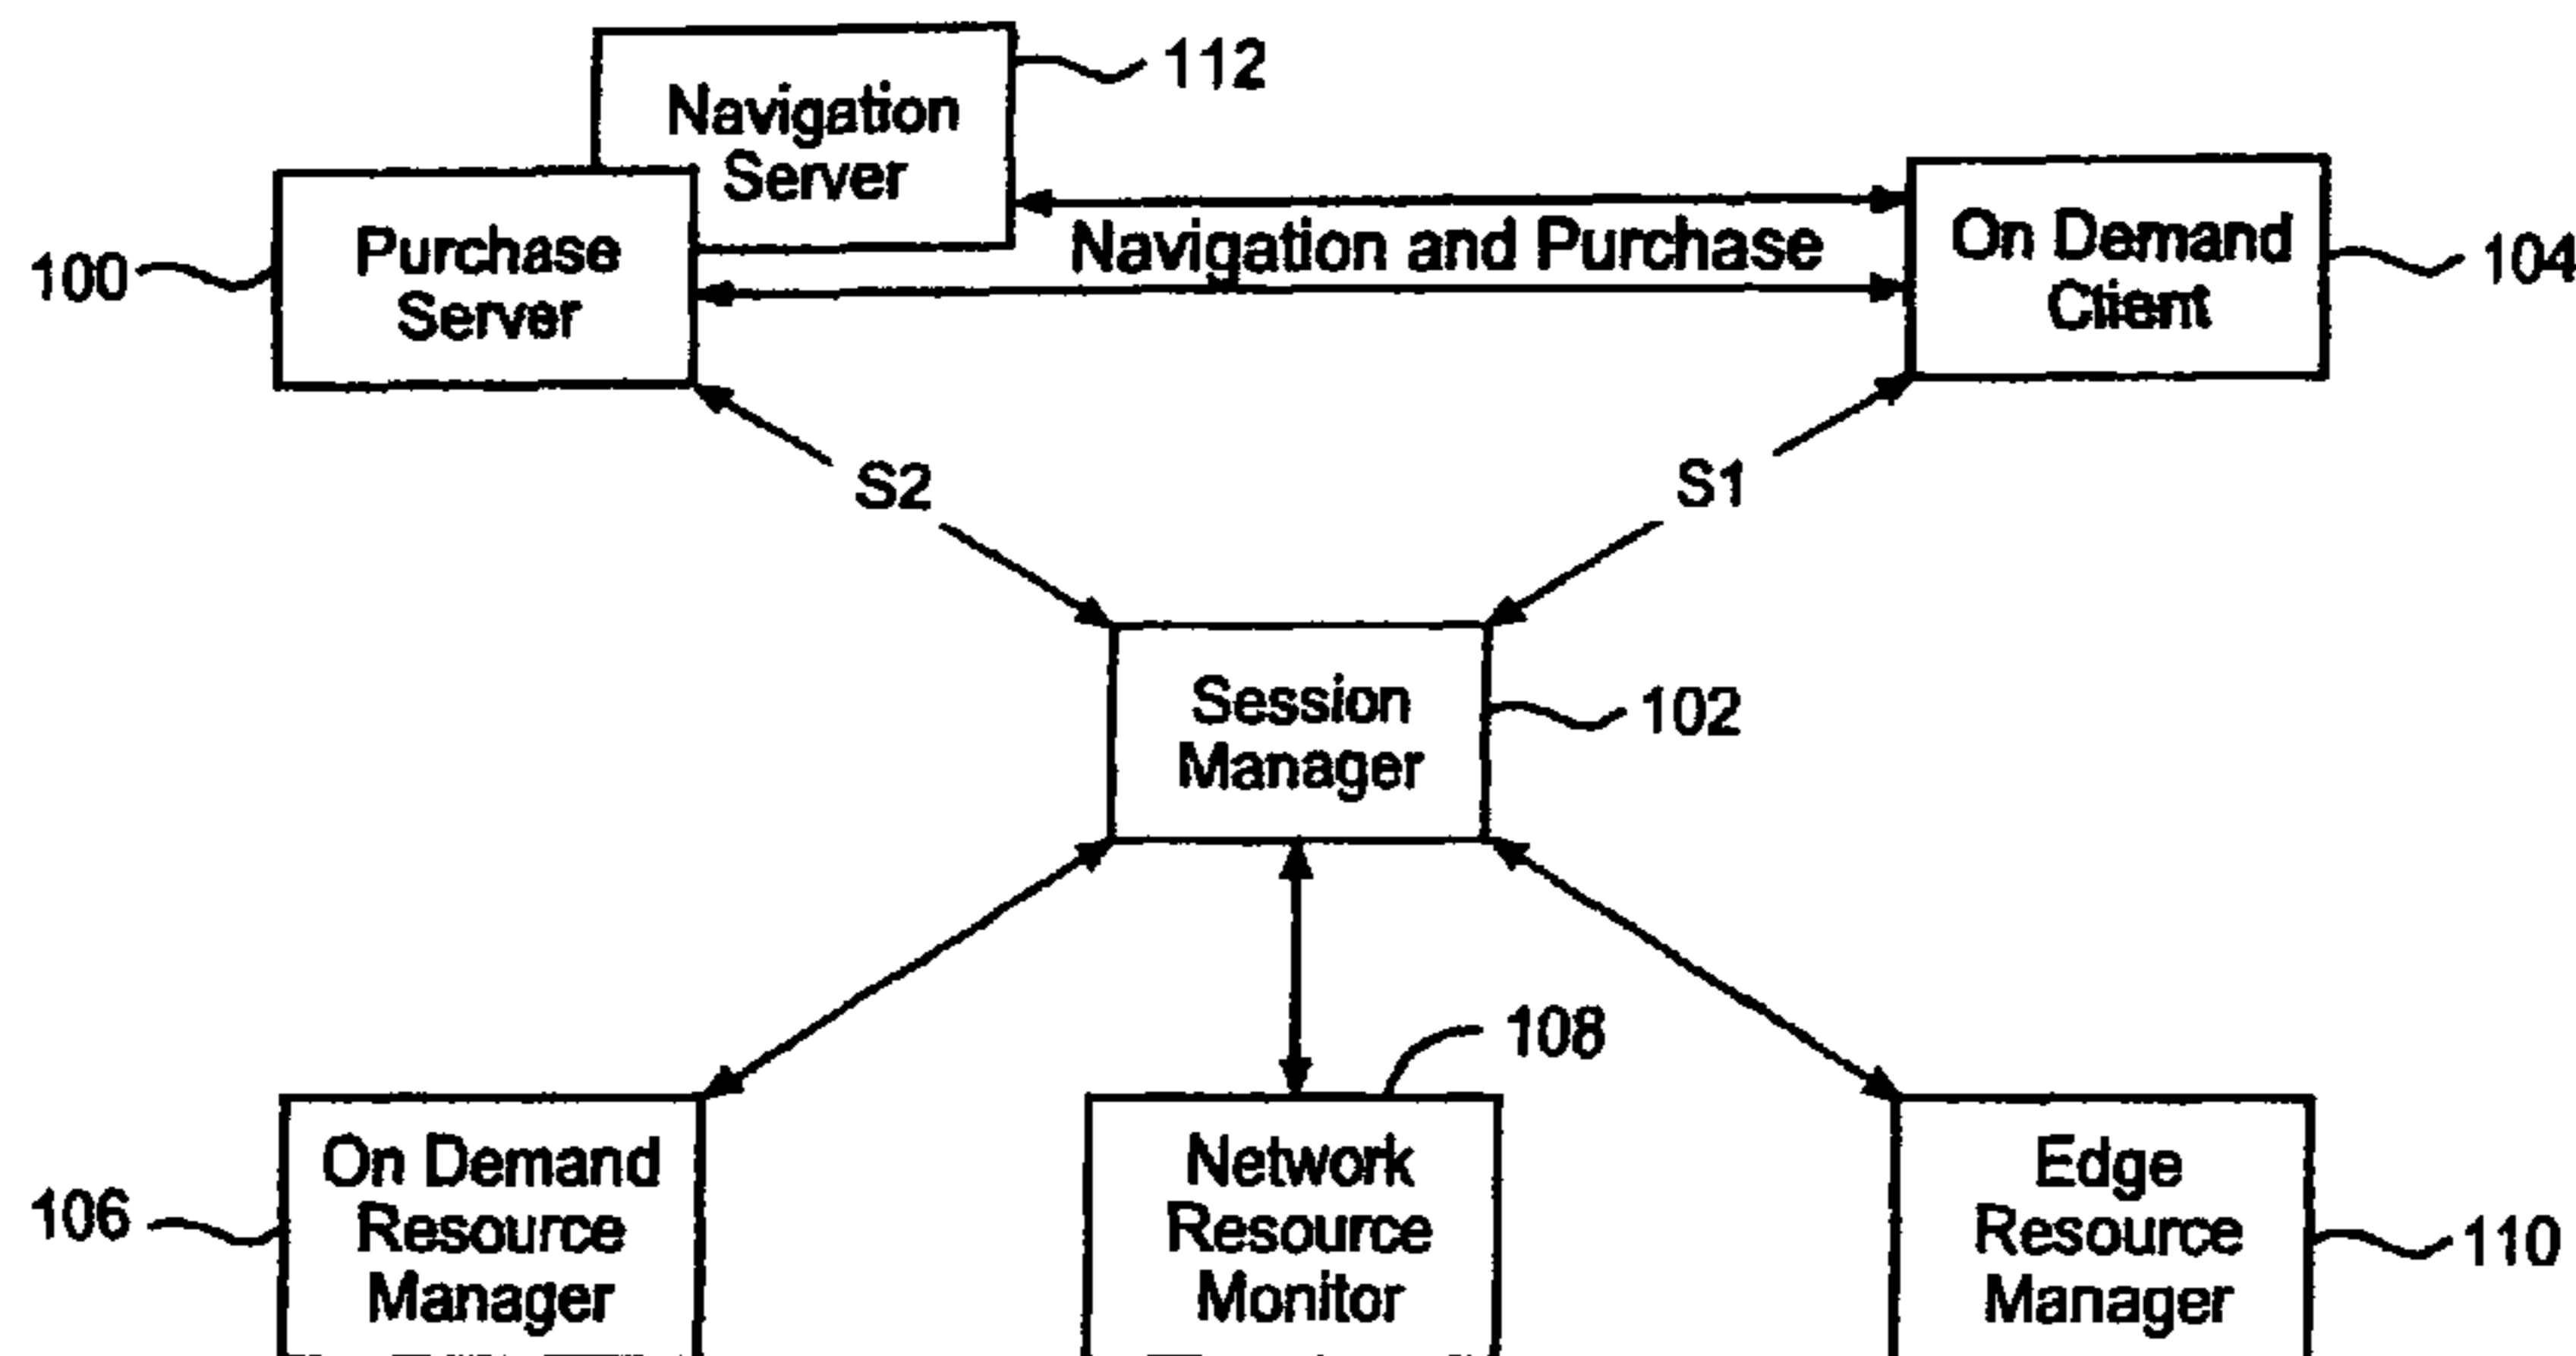 112
Navigation
Server
Purchase
Server
100
Navigation and Purchase
On Demand
Client
104
S2
S1
Session
Manager
102
108
On Demand
Resource
Manager
106
Network
Resource
Monitor
Edge
Resource
Manager
110